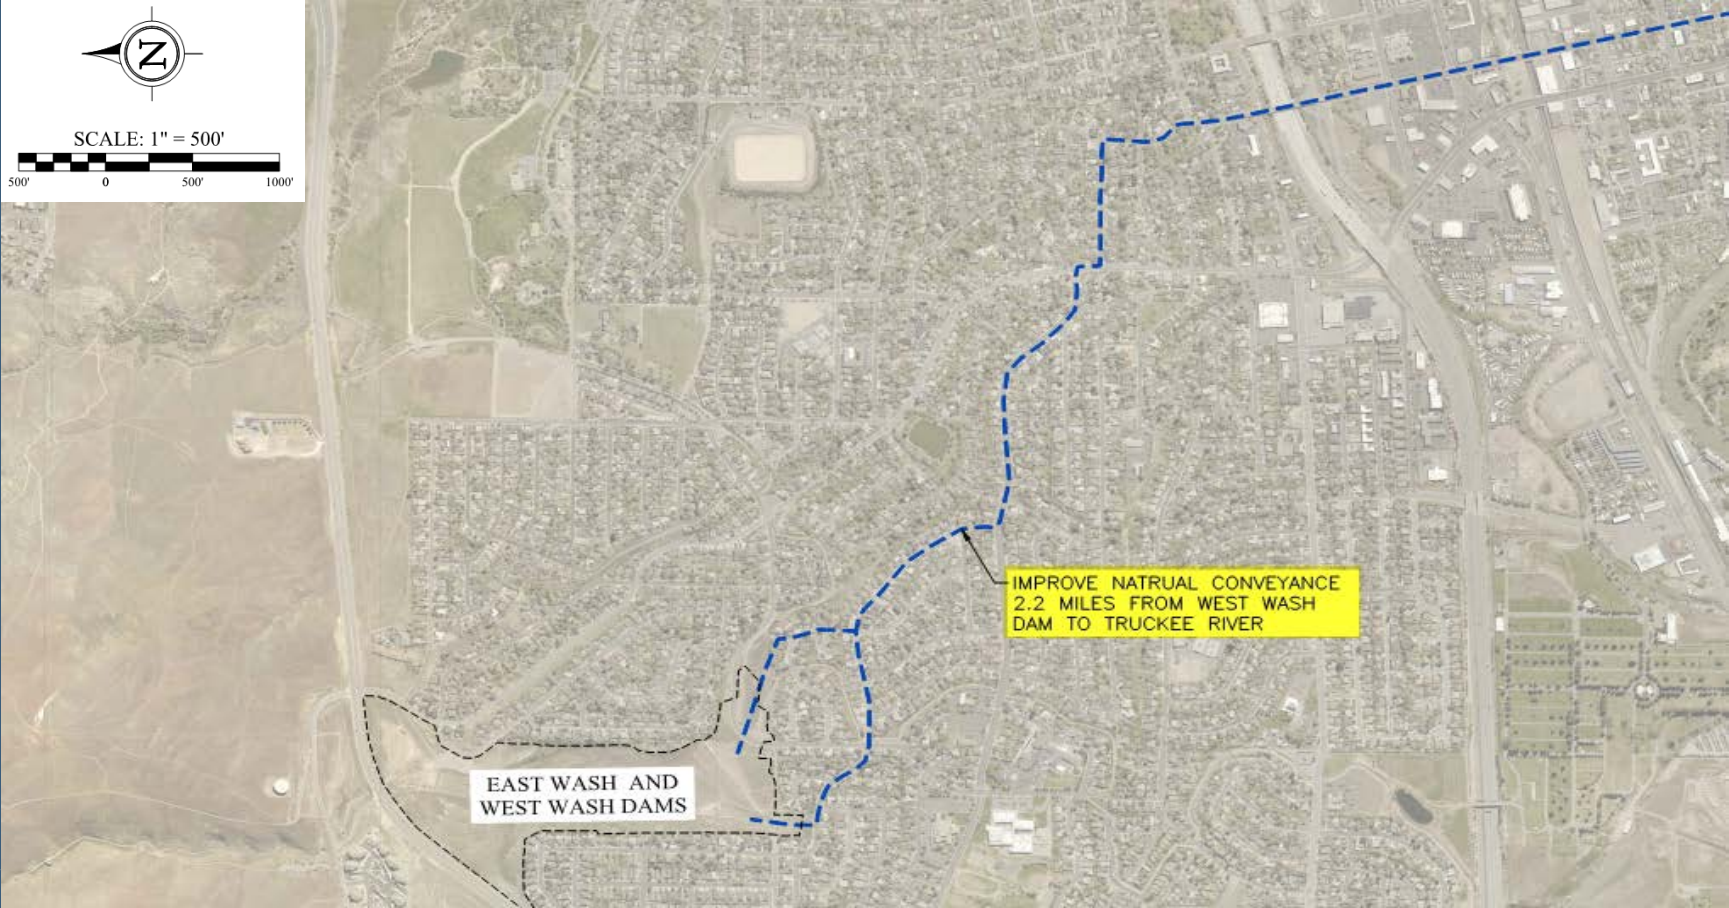 N
SCALE: 1" = 500'
500' 0 500' 1000'
IMPROVE NATRUAL CONVEYANCE
2.2 MILES FROM WEST WASH
DAM TO TRUCKEE RIVER
EAST WASH AND
WEST WASH DAMS